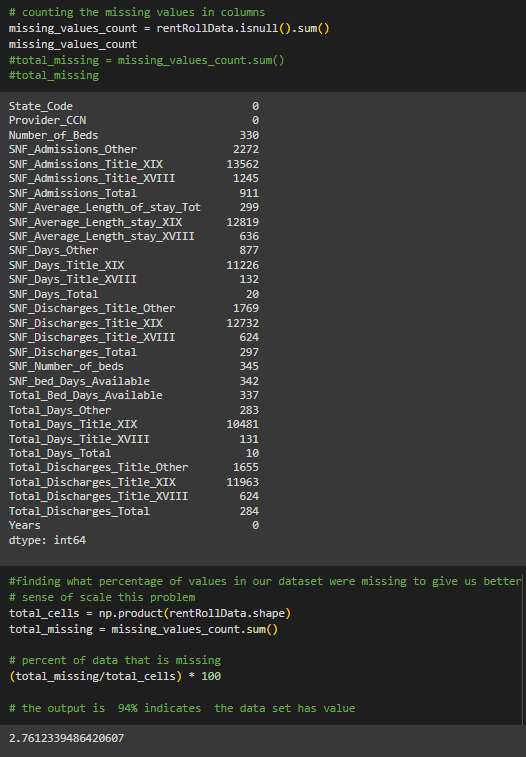 # counting the missing values in columns
missing_values_count = rentRollData.isnull().sum()
missing_values_count
#total_missing = missing_values_count.sum()
#total_missing
State_Code 0
Provider_CCN 0
Number_of_Beds 330
SNF_Admissions_Other 2272
SNF_Admissions_Title_XIX 13562
SNF_Admissions_Title_XVIII 1245
SNF_Admissions_Total 911
SNF_Average_Length_of_stay_Tot 299
SNF_Average_Length_stay_XIX 12819
SNF_Average_Length_stay_XVIII 636
SNF_Days_Other 877
SNF_Days_Title_XIX 11226
SNF_Days_Title_XVIII 132
SNF_Days_Total 20
SNF_Discharges_Title_Other 1769
SNF_Discharges_Title_XIX 12732
SNF_Discharges_Title_XVIII 624
SNF_Discharges_Total 297
SNF_Number_of_beds 345
SNF_bed_Days_Available 342
Total_Bed_Days_Available 337
Total_Days_Other 283
Total_Days_Title_XIX 10481
Total_Days_Title_XVIII 131
Total_Days_Total 10
Total_Discharges_Title_Other 1655
Total_Discharges_Title_XIX 11963
Total_Discharges_Title_XVIII 624
Total_Discharges_Total 284
Years 0
dtype: int64
#finding what percentage of values in our dataset were missing to give us better
# sense of scale this problem
total_cells = np.product(rentRollData.shape)
total_missing = missing_values_count.sum()
# percent of data that is missing
(total_missing/total_cells) * 100
# the output is  94% indicates  the data set has value
2.7612339486420607